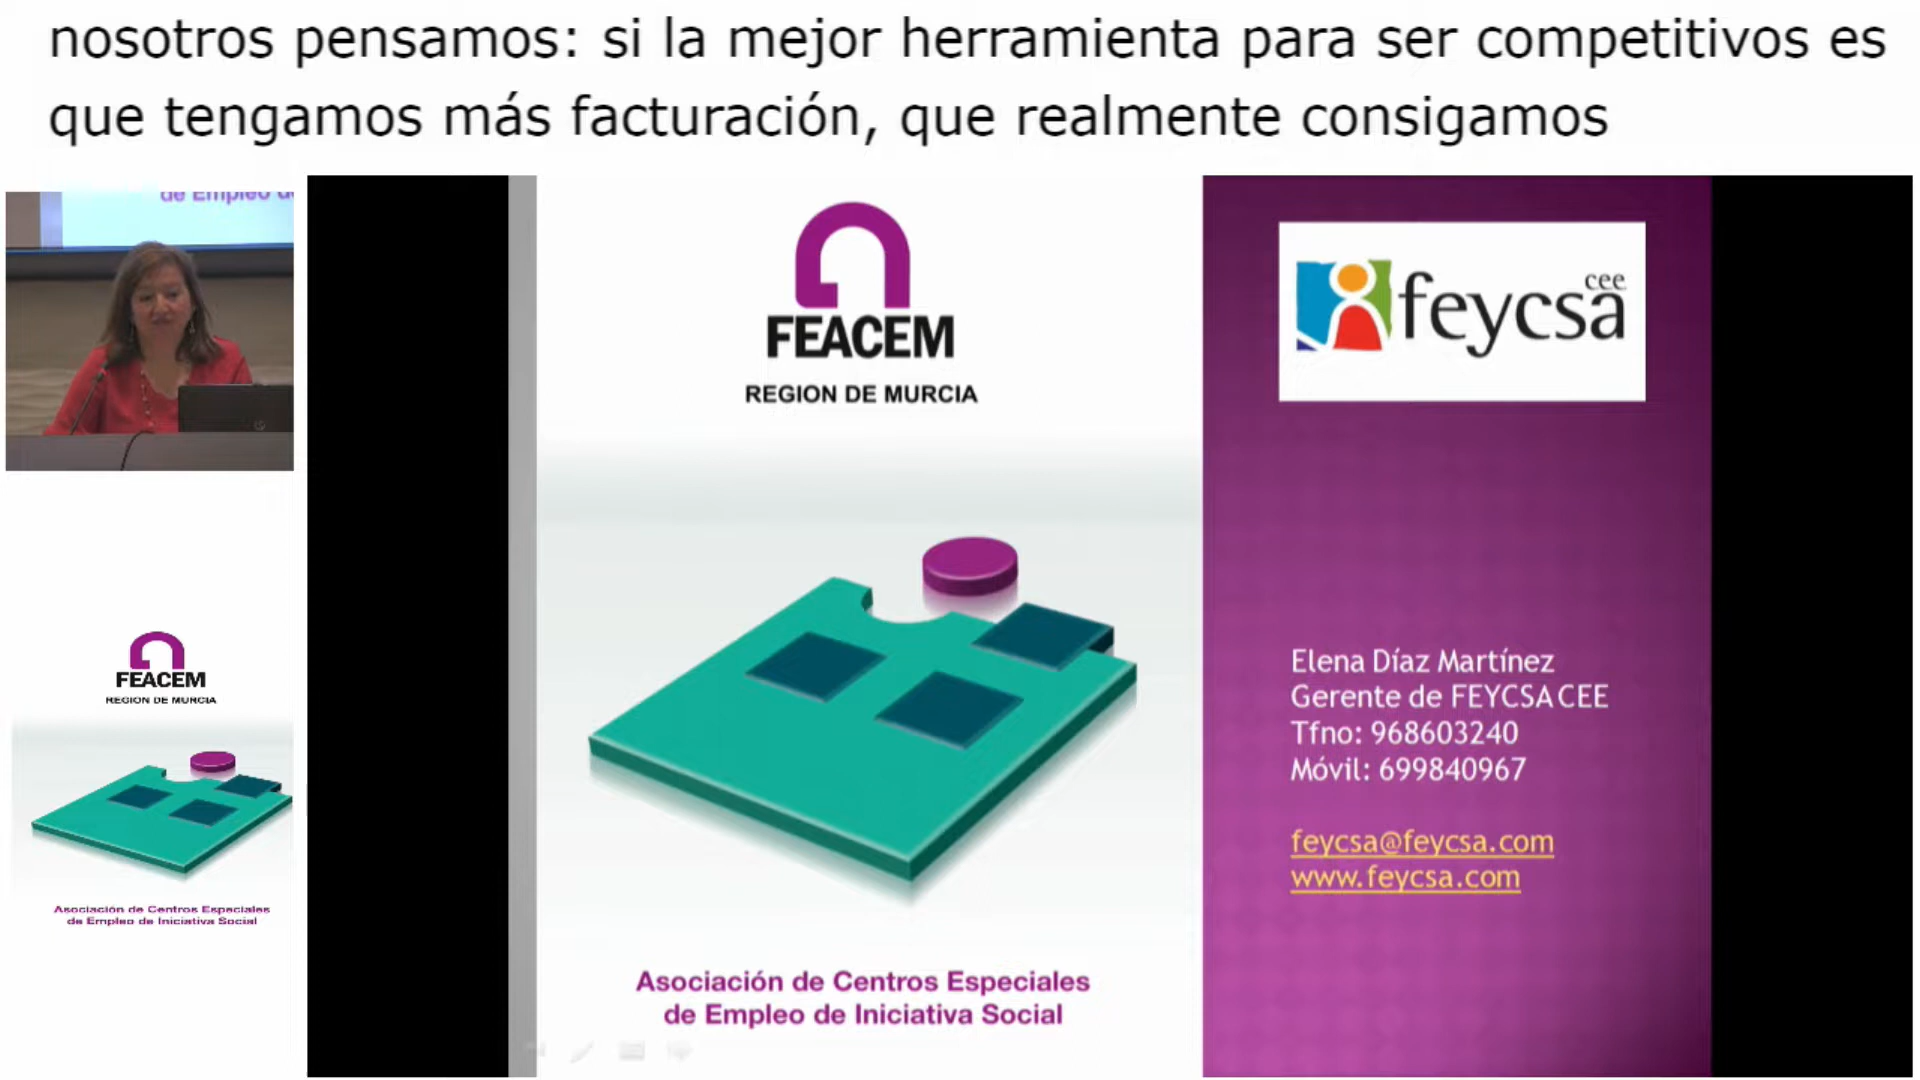 nosotros pensamos: si la mejor herramienta para ser competitivos es
que tengamos más facturación, que realmente consigamos
de Empleo
FEACEM
REGION DE MURCIA
Asociación de Centros Especiales
de Empleo de Iniciativa Social
FEACEM
REGION DE MURCIA
Asociación de Centros Especiales
de Empleo de Iniciativa Social
feycsa cee
Elena Díaz Martínez
Gerente de FEYCSA CEE
Tfno: 968603240
Móvil: 699840967
feycsa@feycsa.com
www.feycsa.com